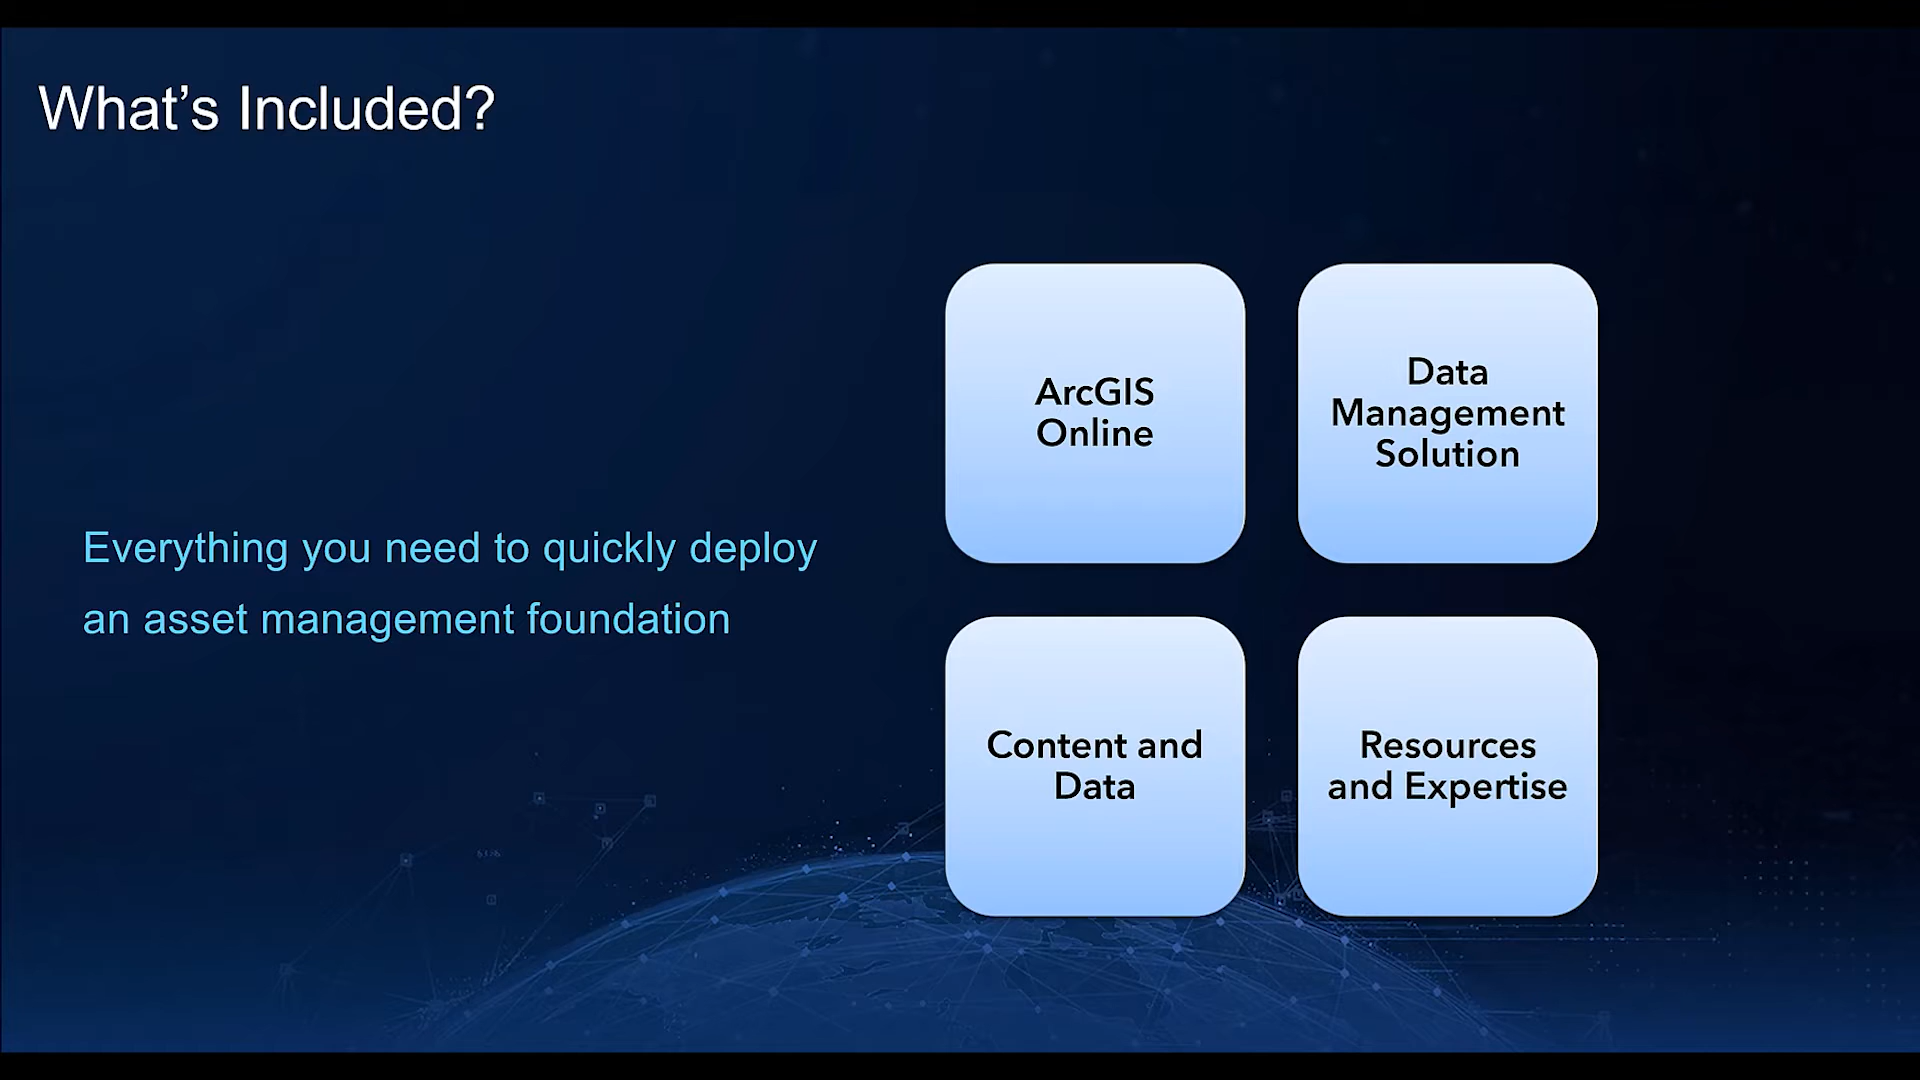 What's Included?
Everything you need to quickly deploy
an asset management foundation
ArcGIS
Online
Data
Management
Solution
Content and
Data
Resources
and Expertise